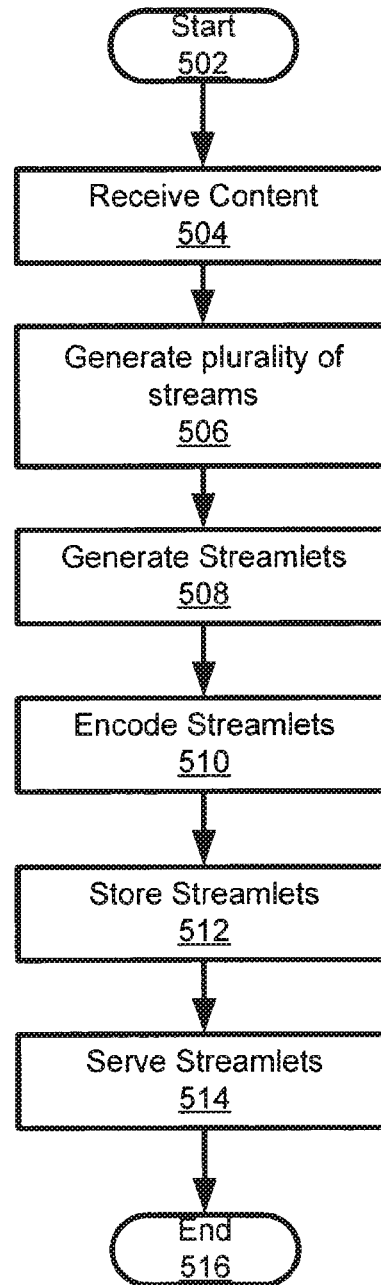 Start
502
Receive Content
504
Generate plurality of
streams
506
Generate Streamlets
508
Encode Streamlets
510
Store Streamlets
512
Serve Streamlets
514
End
516